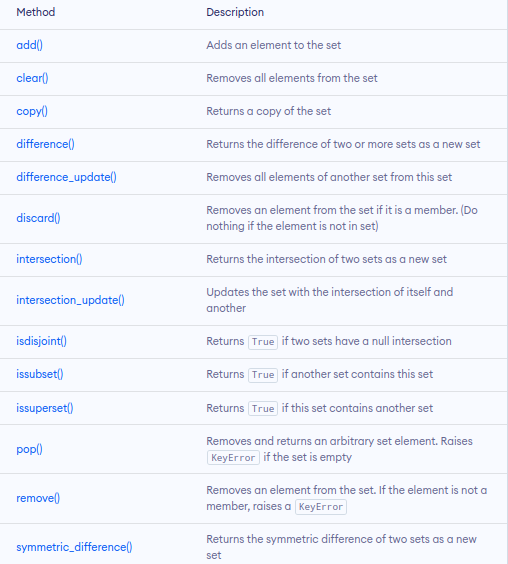 Method Description
add() Adds an element to the set
clear() Removes all elements from the set
copy() Returns a copy of the set
difference() Returns the difference of two or more sets as a new set
difference_update() Removes all elements of another set from this set
discard() Removes an element from the set if it is a member. (Do
nothing if the element is not in set)
intersection() Returns the intersection of two sets as a new set
intersection_update() Updates the set with the intersection of itself and
another
isdisjoint() Returns True if two sets have a null intersection
issubset() Returns True if another set contains this set
issuperset() Returns True if this set contains another set
pop() Removes and returns an arbitrary set element. Raises
KeyError if the set is empty
remove() Removes an element from the set. If the element is not a
member, raises a KeyError
symmetric_difference() Returns the symmetric difference of two sets as a new
set